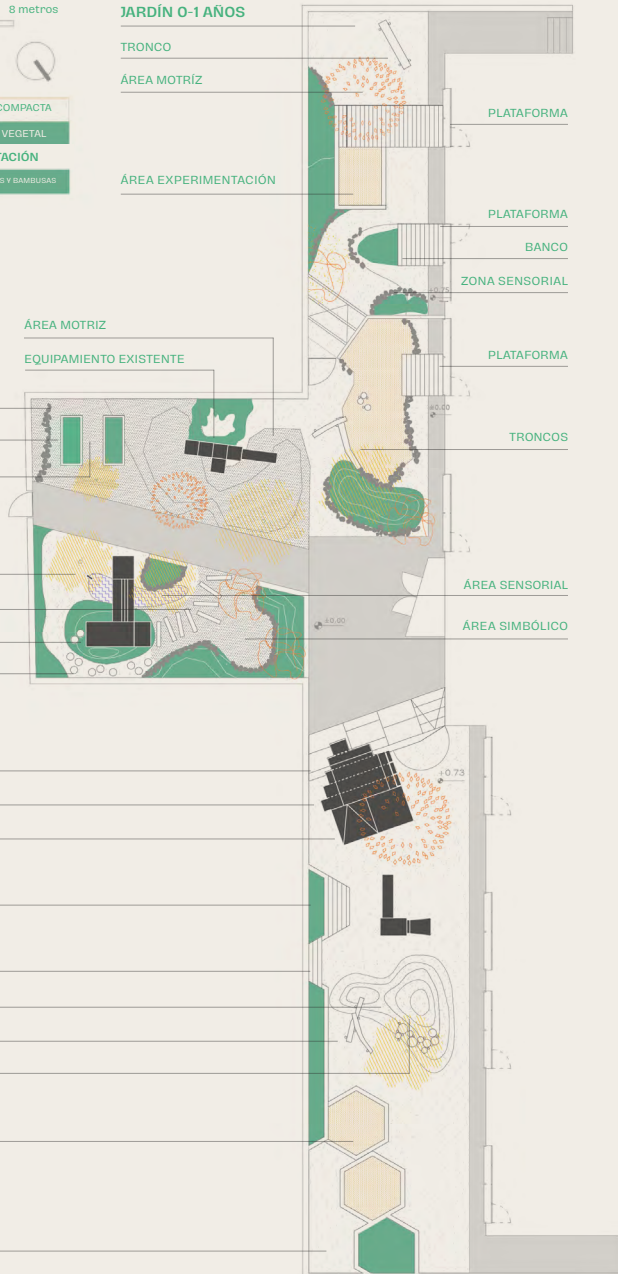 8 metros
COMPACTA
VEGETAL
TACIÓN
S Y BAMBUSAS
JARDÍN 0-1 AÑOS
TRONCO
ÁREA MOTRÍZ
PLATAFORMA
ÁREA EXPERIMENTACIÓN
PLATAFORMA
BANCO
ZONA SENSORIAL
+0.75
ÁREA MOTRIZ
EQUIPAMIENTO EXISTENTE
PLATAFORMA
±0.00
TRONCOS
ÁREA SENSORIAL
±0.00
ÁREA SIMBÓLICO
+0.73